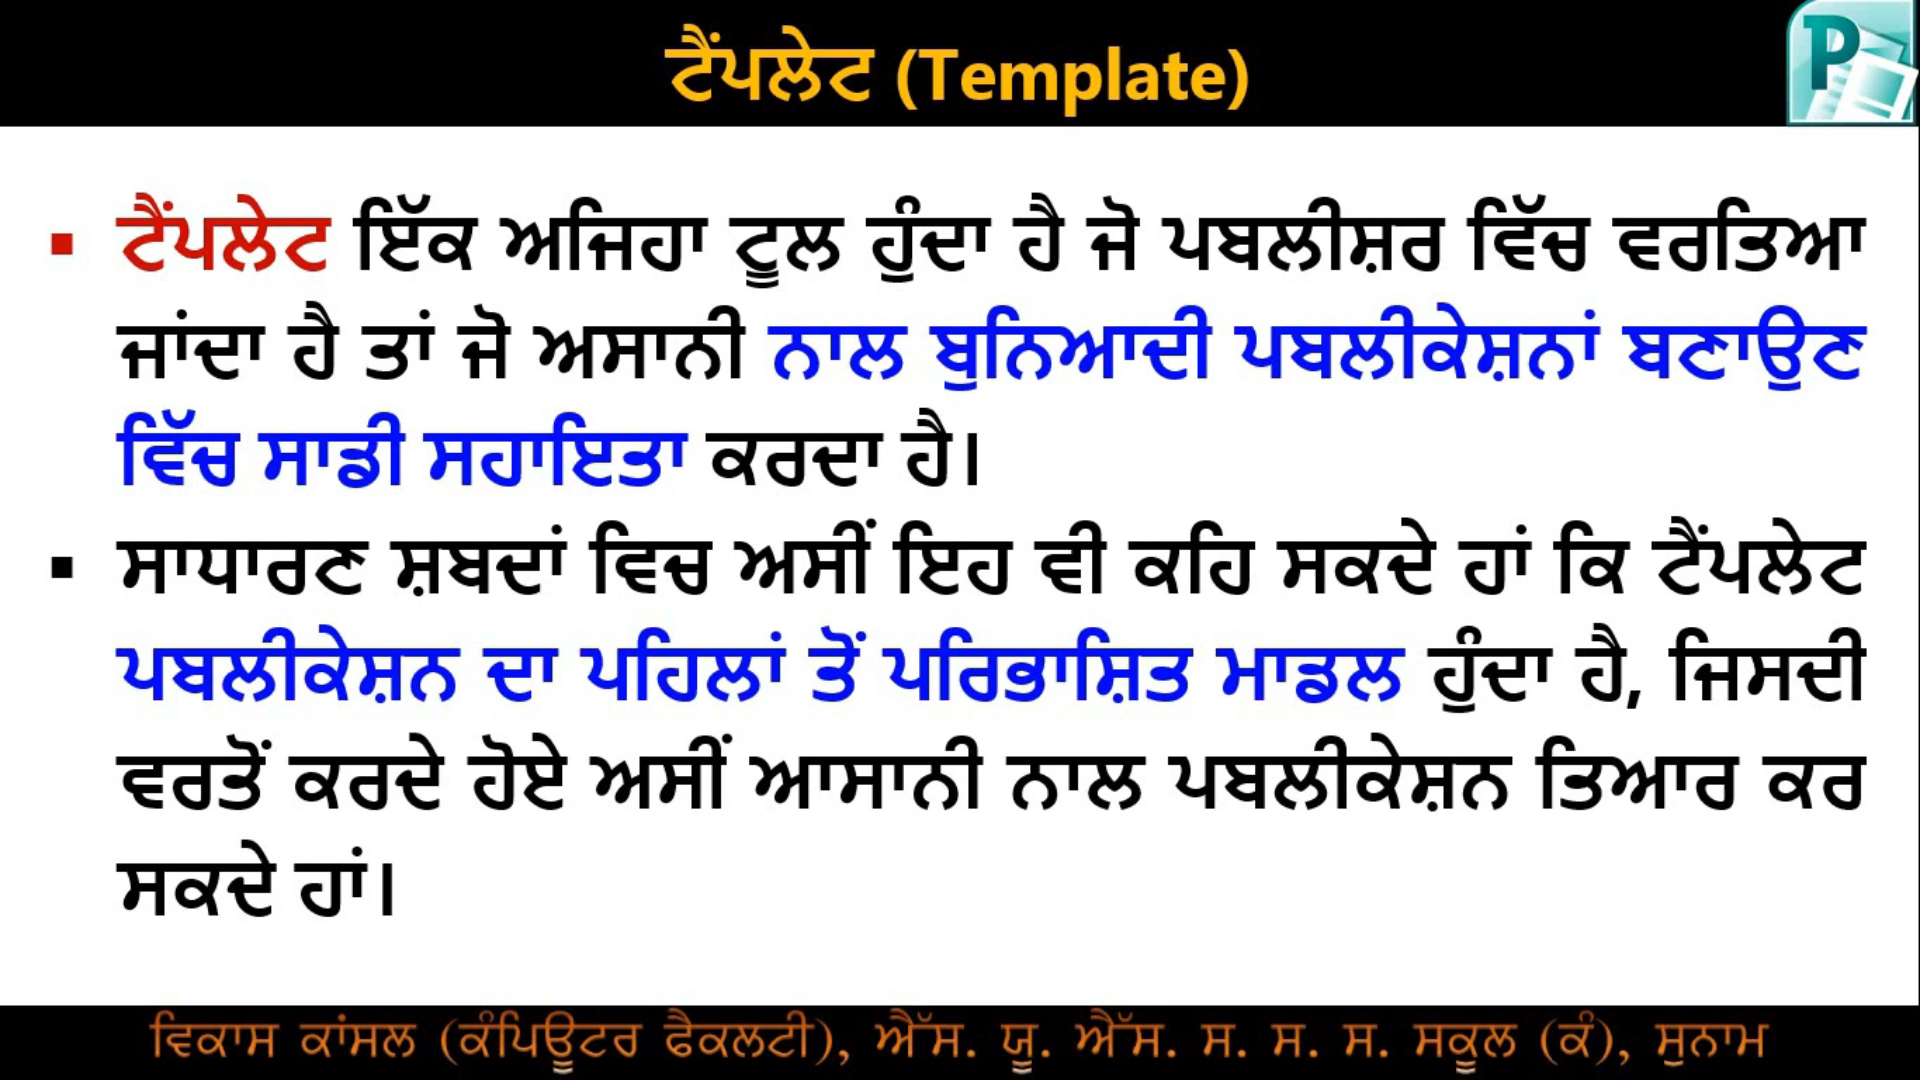 ਟੈਂਪਲੇਟ (Template)
▪ ਟੈਂਪਲੇਟ ਇੱਕ ਅਜਿਹਾ ਟੂਲ ਹੁੰਦਾ ਹੈ ਜੋ ਪਬਲੀਸ਼ਰ ਵਿੱਚ ਵਰਤਿਆ
ਜਾਂਦਾ ਹੈ ਤਾਂ ਜੋ ਅਸਾਨੀ ਨਾਲ ਬੁਨਿਆਦੀ ਪਬਲੀਕੇਸ਼ਨਾਂ ਬਣਾਉਣ
ਵਿੱਚ ਸਾਡੀ ਸਹਾਇਤਾ ਕਰਦਾ ਹੈ।
▪ ਸਾਧਾਰਣ ਸ਼ਬਦਾਂ ਵਿਚ ਅਸੀਂ ਇਹ ਵੀ ਕਹਿ ਸਕਦੇ ਹਾਂ ਕਿ ਟੈਂਪਲੇਟ
ਪਬਲੀਕੇਸ਼ਨ ਦਾ ਪਹਿਲਾਂ ਤੋਂ ਪਰਿਭਾਸ਼ਿਤ ਮਾਡਲ ਹੁੰਦਾ ਹੈ, ਜਿਸਦੀ
ਵਰਤੋਂ ਕਰਦੇ ਹੋਏ ਅਸੀਂ ਆਸਾਨੀ ਨਾਲ ਪਬਲੀਕੇਸ਼ਨ ਤਿਆਰ ਕਰ
ਸਕਦੇ ਹਾਂ।
ਵਿਕਾਸ ਕਾਂਸਲ (ਕੰਪਿਊਟਰ ਫੈਕਲਟੀ), ਐੱਸ. ਯੂ. ਐੱਸ. ਸ. ਸ. ਸ. ਸਕੂਲ (ਕੰ), ਸੁਨਾਮ